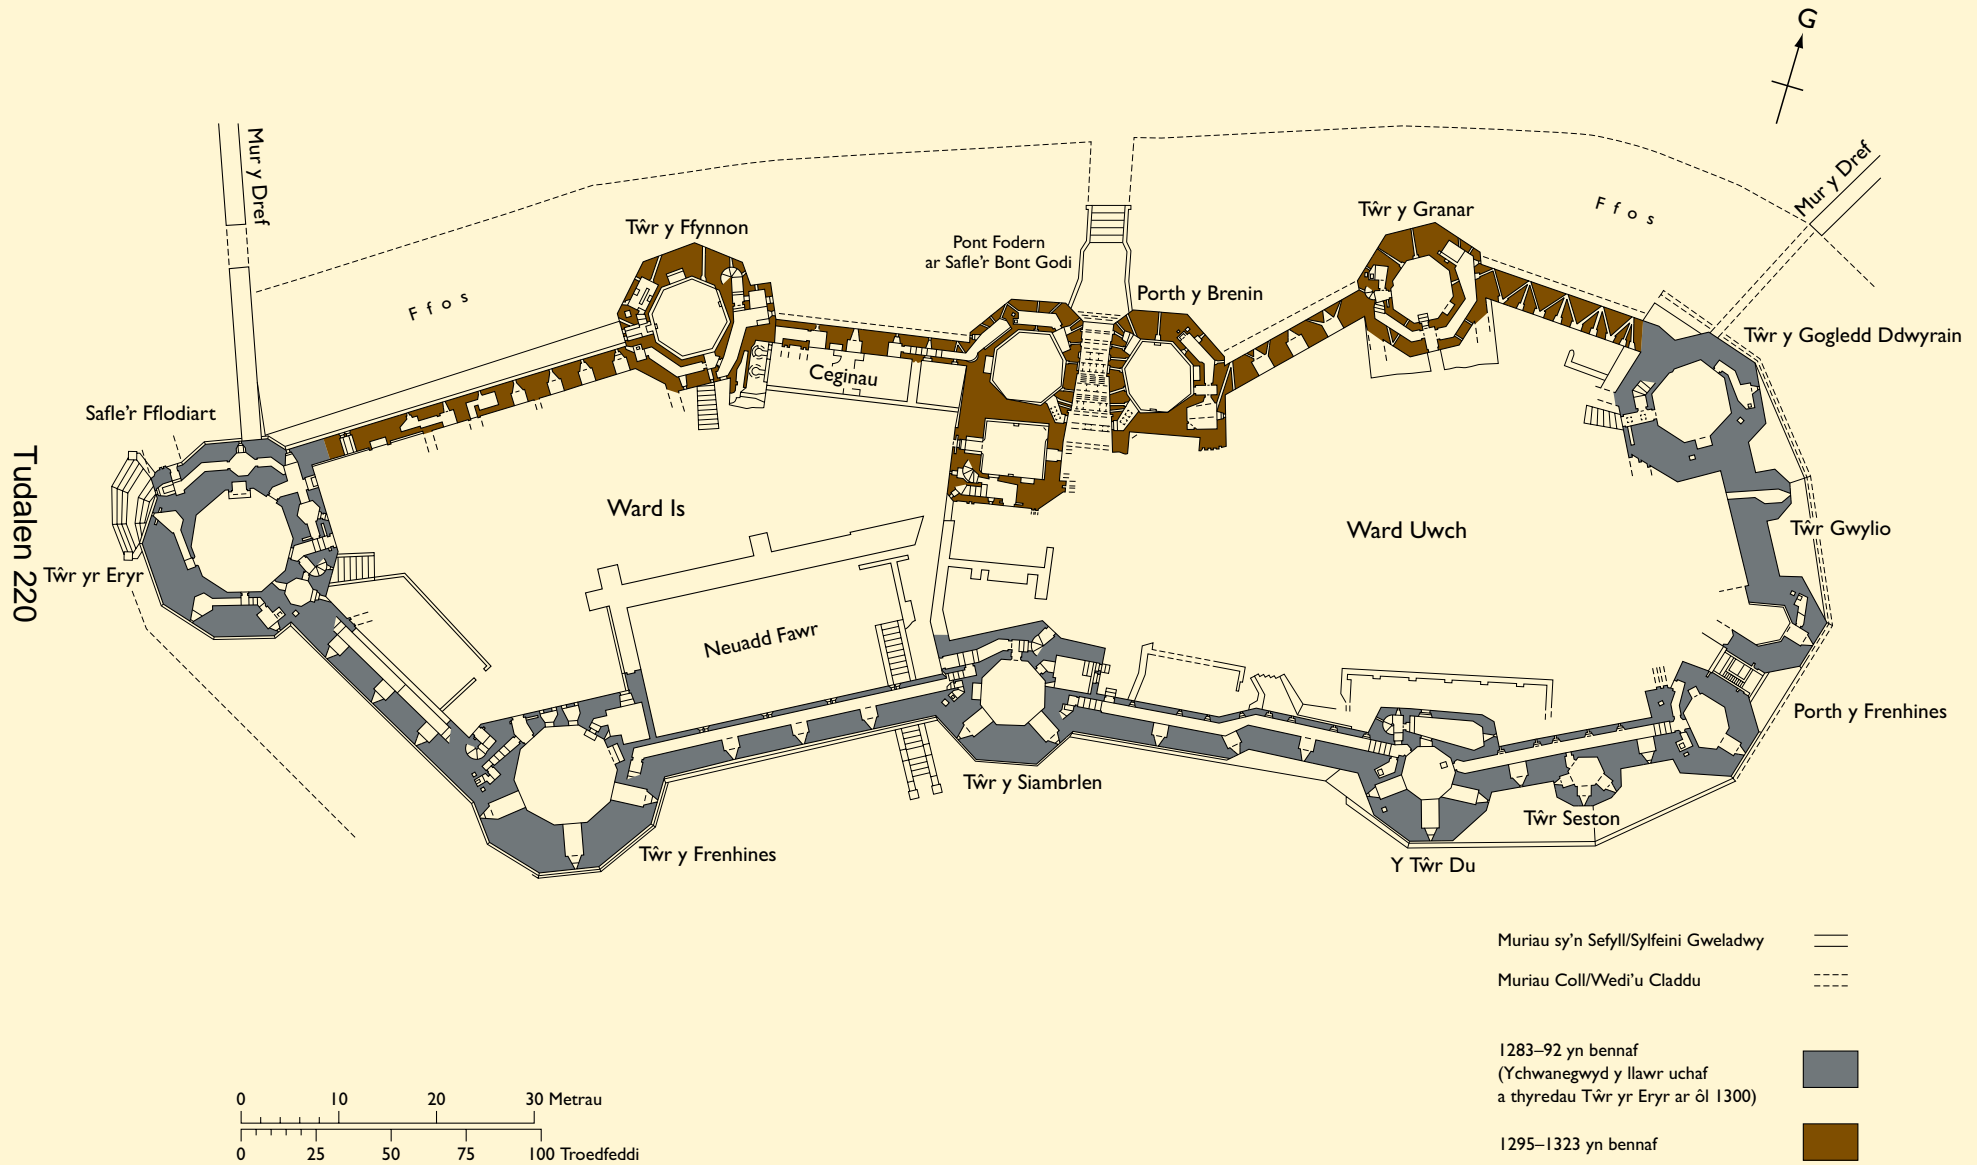 G
Mur y Dref
Mur y Dref
Ffos
Ffos
Tŵr y Ffynnon
Tŵr y Granar
Pont Fodern
ar Safle'r Bont Godi
Porth y Brenin
Tŵr y Gogledd Ddwyrain
Ceginau
Safle'r Fflodiart
Tudalen 220
Ward Is
Ward Uwch
Tŵr Gwylio
Tŵr yr Eryr
Neuadd Fawr
Porth y Frenhines
Tŵr y Siambrlen
Tŵr Seston
Tŵr y Frenhines
Y Tŵr Du
Muriau sy'n Sefyll/Sylfeini Gweladwy
Muriau Coll/Wedi'u Claddu
1283–92 yn bennaf
(Ychwanegwyd y llawr uchaf
a thyredau Tŵr yr Eryr ar ôl 1300)
1295–1323 yn bennaf
0 10 20 30 Metrau
0 25 50 75 100 Troedfeddi